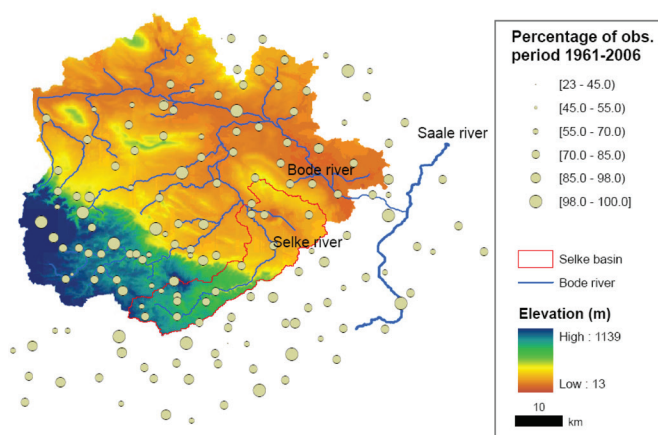 Percentage of obs.
period 1961-2006
[23 - 45.0)
[45.0 - 55.0)
[55.0 - 70.0)
[70.0 - 85.0)
[85.0 - 98.0)
[98.0 - 100.0]
Saale river
Bode river
Selke river
Selke basin
Bode river
Elevation (m)
High : 1139
Low : 13
10
km